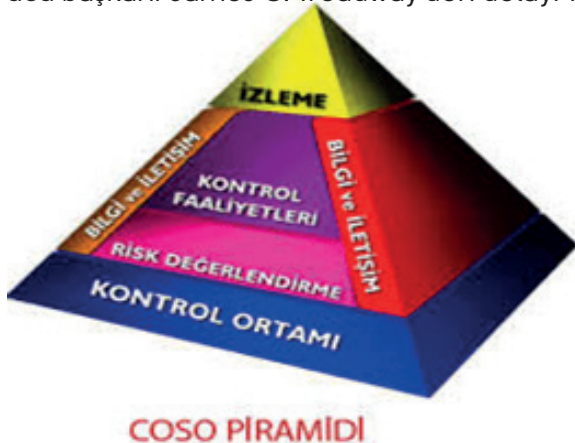 İZLEME
BİLGİ ve İLETİŞİM
KONTROL
FAALİYETLERİ
BİLGİ ve İLETİŞİM
RİSK DEĞERLENDİRME
KONTROL ORTAMI
COSO PİRAMİDİ